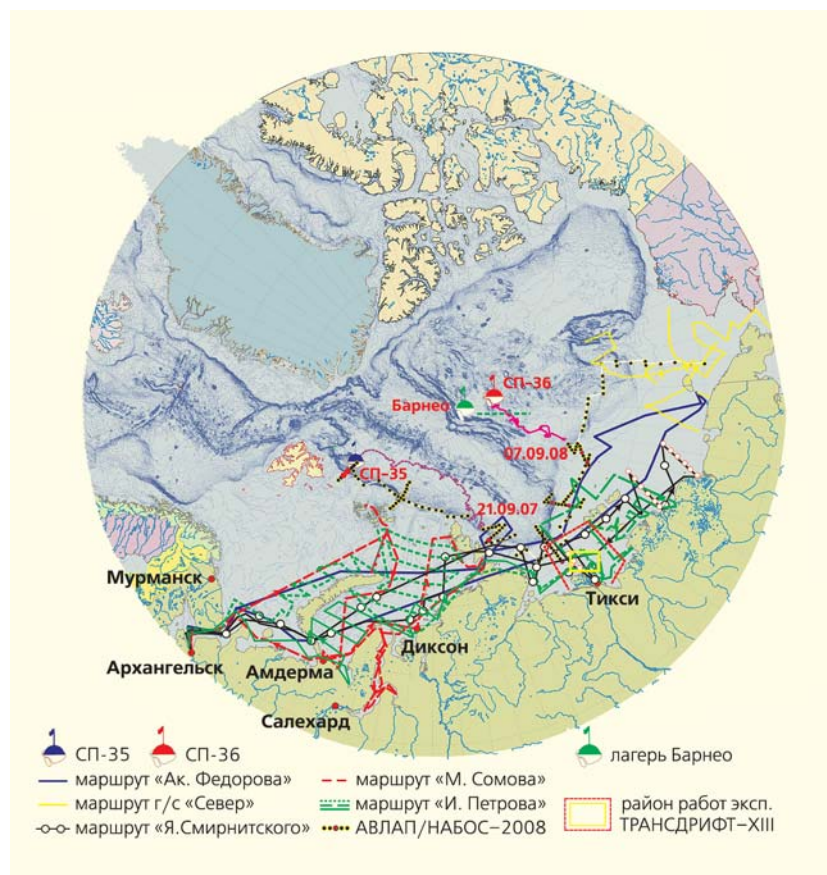 СП-36
Барнео
07.09.08
СП-35
21.09.07
Мурманск
Тикси
Архангельск
Амдерма
Диксон
Салехард
СП-35
СП-36
лагерь Барнео
маршрут «Ак. Федорова»
маршрут «М. Сомова»
маршрут г/с «Север»
маршрут «И. Петрова»
район работ эксп.
маршрут «Я.Смирнитского»
АВЛАП/НАБОС–2008
ТРАНСДРИФТ–XIII